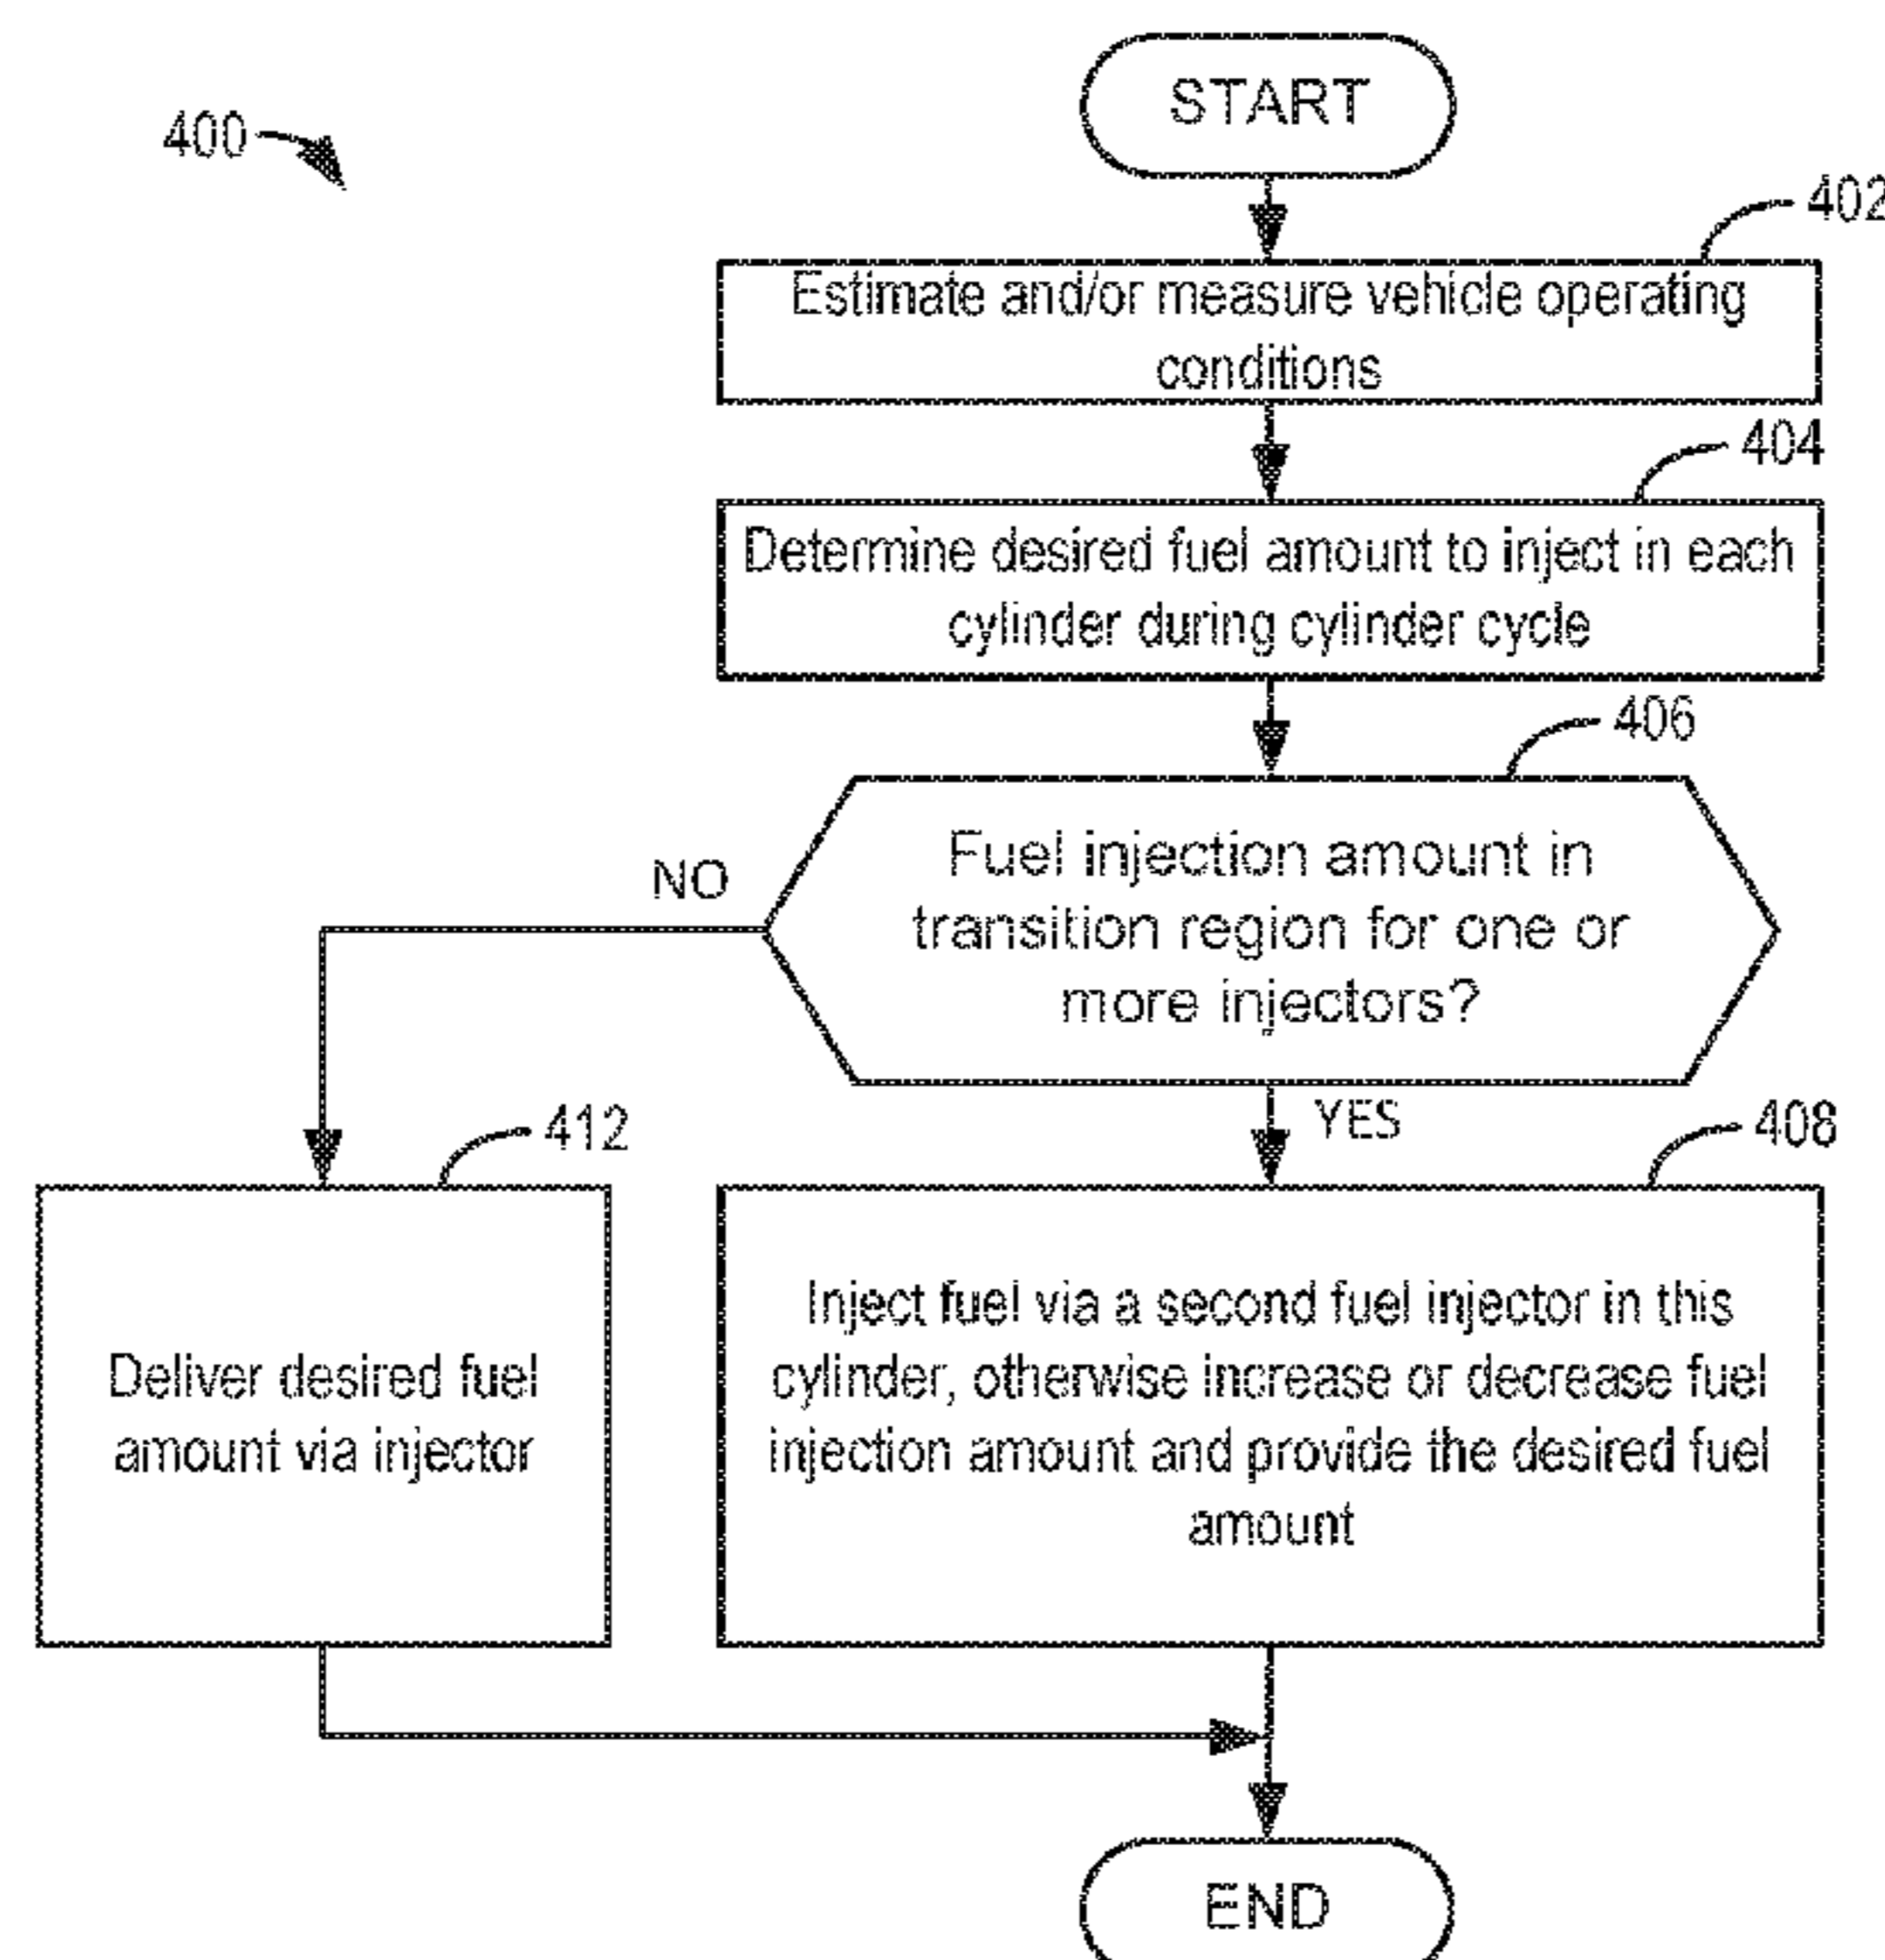 START
400
402
Estimate and/or measure vehicle operating
conditions
404
Determine desired fuel amount to inject in each
cylinder during cylinder cycle
406
Fuel injection amount in
transition region for one or
more injectors?
NO
YES
412
408
Deliver desired fuel
amount via injector
Inject fuel via a second fuel injector in this
cylinder, otherwise increase or decrease fuel
injection amount and provide the desired fuel
amount
END